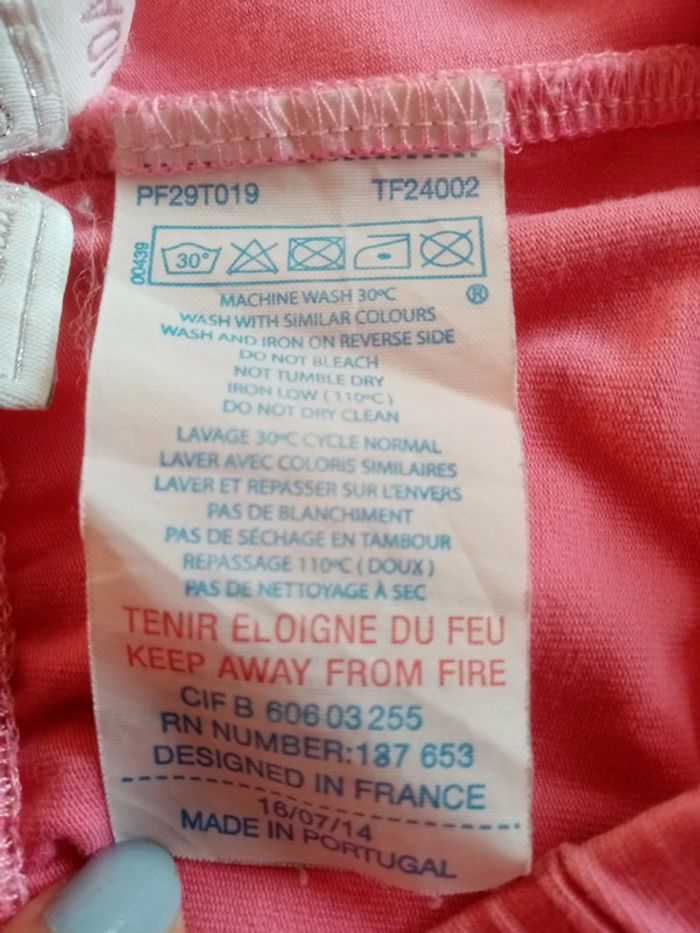 PF29T019 TF24002
00439
30°
®
MACHINE WASH 30ºC
WASH WITH SIMILAR COLOURS
WASH AND IRON ON REVERSE SIDE
DO NOT BLEACH
NOT TUMBLE DRY
IRON LOW (110ºC)
DO NOT DRY CLEAN
LAVAGE 30ºC CYCLE NORMAL
LAVER AVEC COLORIS SIMILAIRES
LAVER ET REPASSER SUR L'ENVERS
PAS DE BLANCHIMENT
PAS DE SÉCHAGE EN TAMBOUR
REPASSAGE 110ºC (DOUX)
PAS DE NETTOYAGE À SEC
TENIR ELOIGNE DU FEU
KEEP AWAY FROM FIRE
CIF B 606 03 255
RN NUMBER:187 653
DESIGNED IN FRANCE
16/07/14
MADE IN PORTUGAL